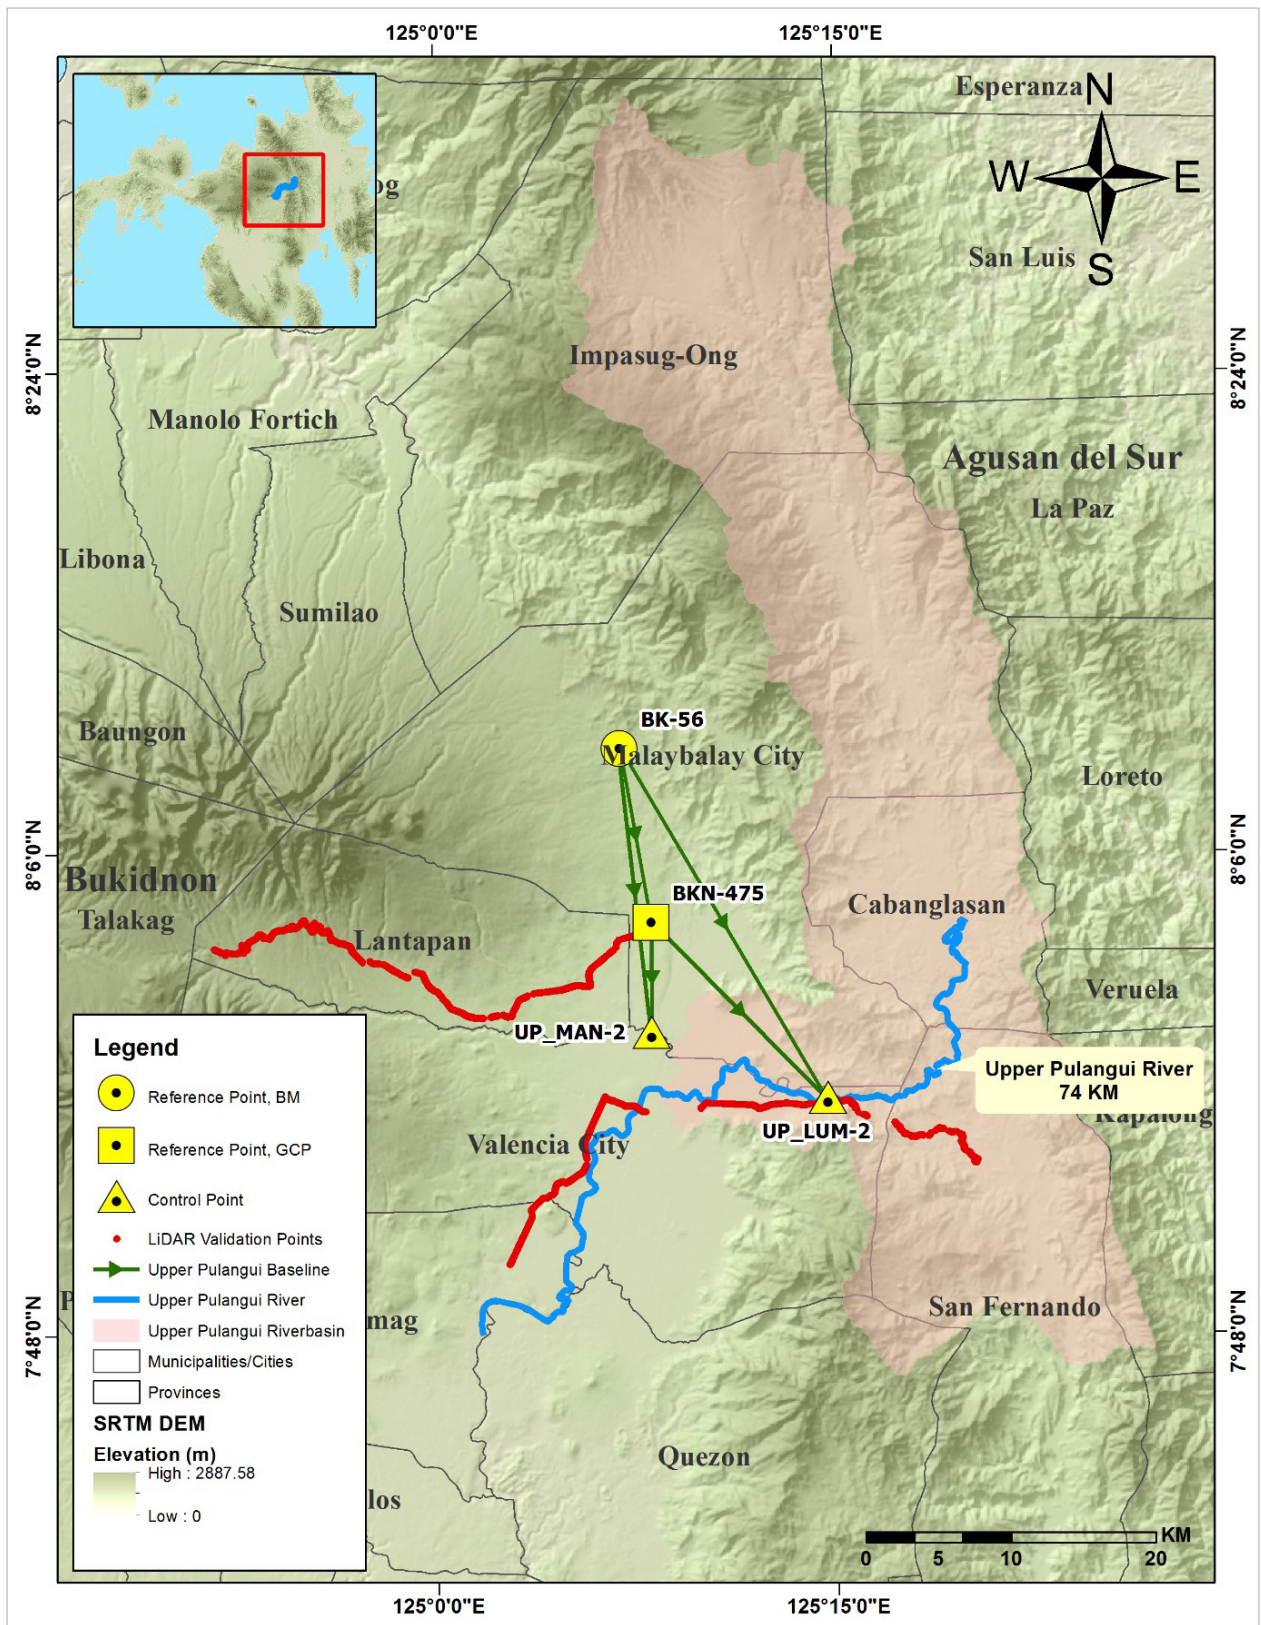 125°0'0"E
125°15'0"E
Esperanza
N
W
E
S
og
San Luis
Impasug-Ong
8°24'0"N
8°24'0"N
Manolo Fortich
Agusan del Sur
La Paz
Libona
Sumilao
BK-56
Baungon
Malaybalay City
Loreto
8°6'0"N
8°6'0"N
Bukidnon
BKN-475
Talakag
Cabanglasan
Lantapan
Veruela
UP_MAN-2
Upper Pulangui River
74 KM
Kapalong
UP_LUM-2
Valencia City
Legend
Reference Point, BM
Reference Point, GCP
Control Point
LiDAR Validation Points
Upper Pulangui Baseline
Upper Pulangui River
Upper Pulangui Riverbasin
Municipalities/Cities
Provinces
SRTM DEM
Elevation (m)
High : 2887.58
Low : 0
P
mag
San Fernando
7°48'0"N
7°48'0"N
Quezon
los
KM
0
5
10
20
125°0'0"E
125°15'0"E